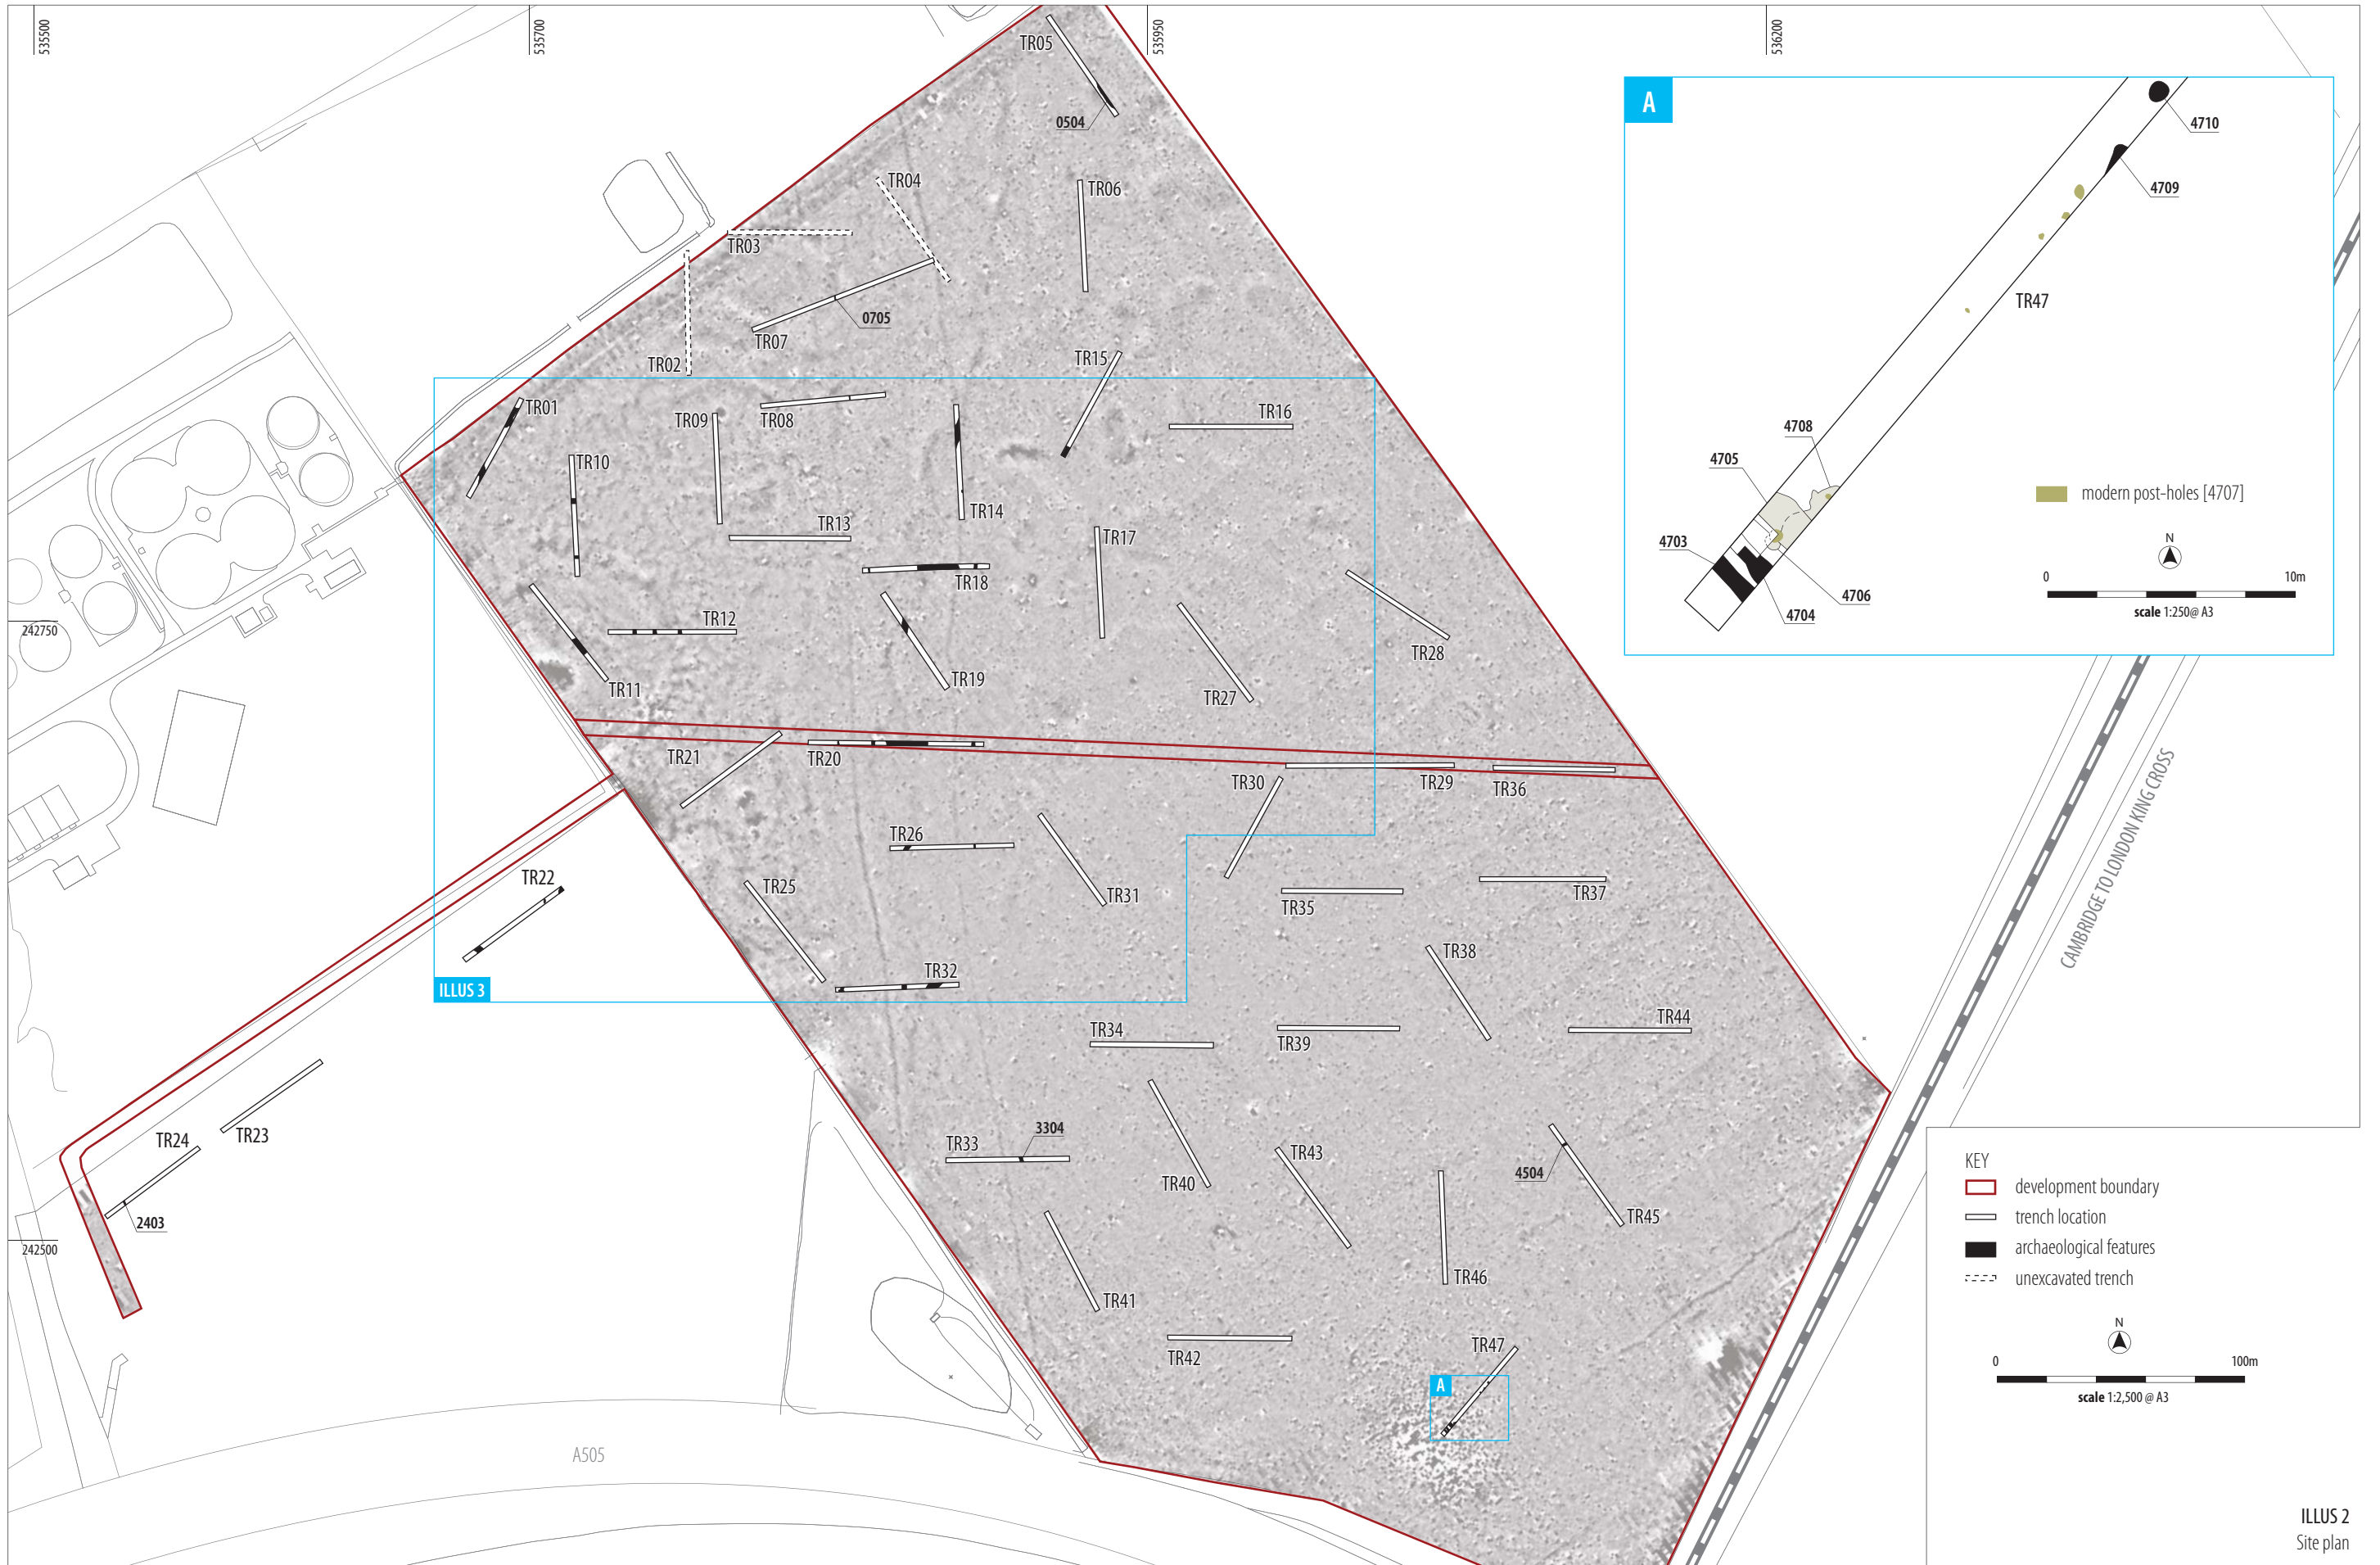 535500
535700
535950
536200
TR05
0504
TR04
TR06
TR03
0705
TR07
TR02
TR15
TR01
TR09
TR08
TR16
TR10
TR14
TR13
TR17
TR18
TR12
242750
TR28
TR19
TR11
TR27
TR21
TR20
TR30
TR29
TR36
TR26
TR22
TR25
TR31
TR35
TR37
TR38
TR32
ILLUS 3
TR34
TR39
TR44
TR24
TR23
TR33
3304
TR43
4504
TR40
2403
TR45
242500
TR46
TR41
TR47
TR42
A
A505
CAMBRIDGE TO LONDON KING CROSS
A
4710
4709
TR47
4708
4705
4703
4706
4704
modern post-holes [4707]
N
0 10m
scale 1:250@ A3
KEY
development boundary
trench location
archaeological features
unexcavated trench
N
0 100m
scale 1:2,500 @ A3
ILLUS 2
Site plan